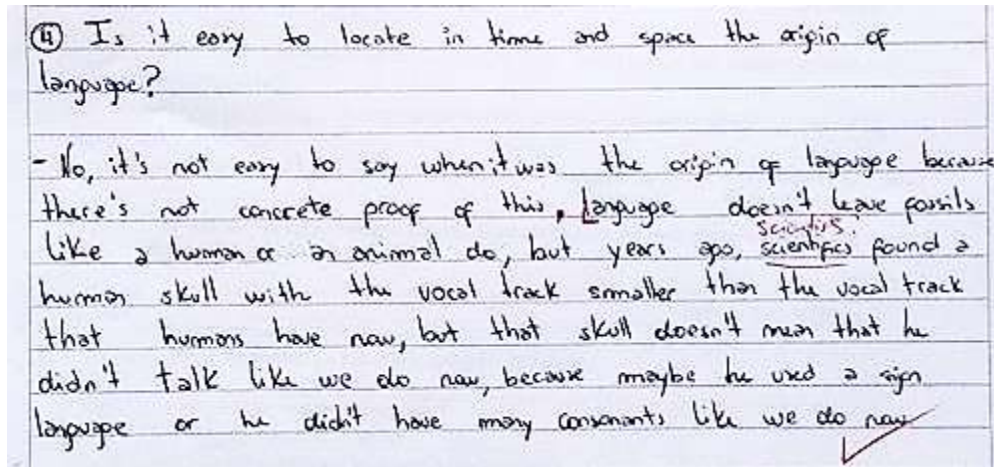 ④ Is it easy to locate in time and space the origin of
language?
- No, it's not easy to say when it was the origin of language because
there's not concrete proof of this. Language doesn't leave fossils
scientists.
like a human or an animal do, but years ago, scientifics found a
human skull with the vocal track smaller than the vocal track
that humans have now, but that skull doesn't mean that he
didn't talk like we do now, because maybe he used a sign
language or he didn't have many consonants like we do now